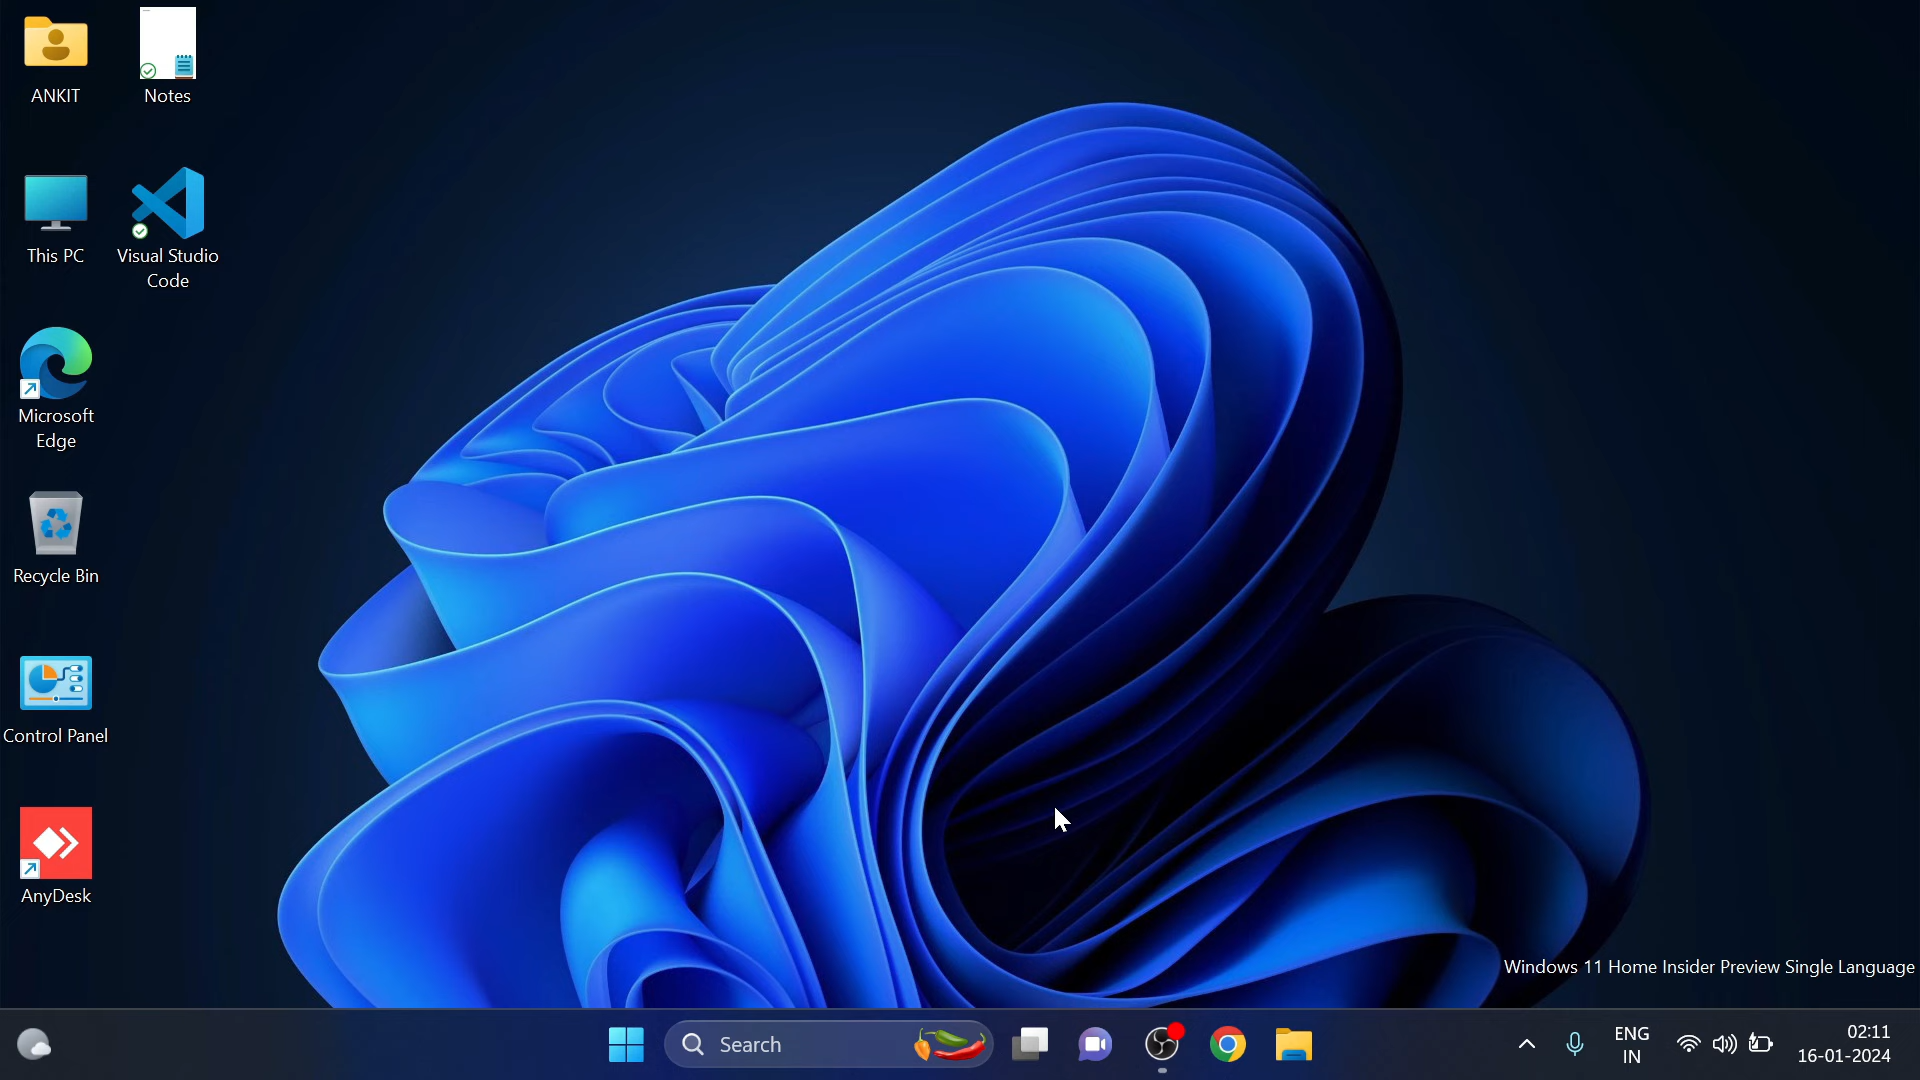 ANKIT
Notes
This PC
Visual Studio
Code
Microsoft
Edge
Recycle Bin
Control Panel
AnyDesk
Windows 11 Home Insider Preview Single Language
Search
ENG
IN
02:11
16-01-2024